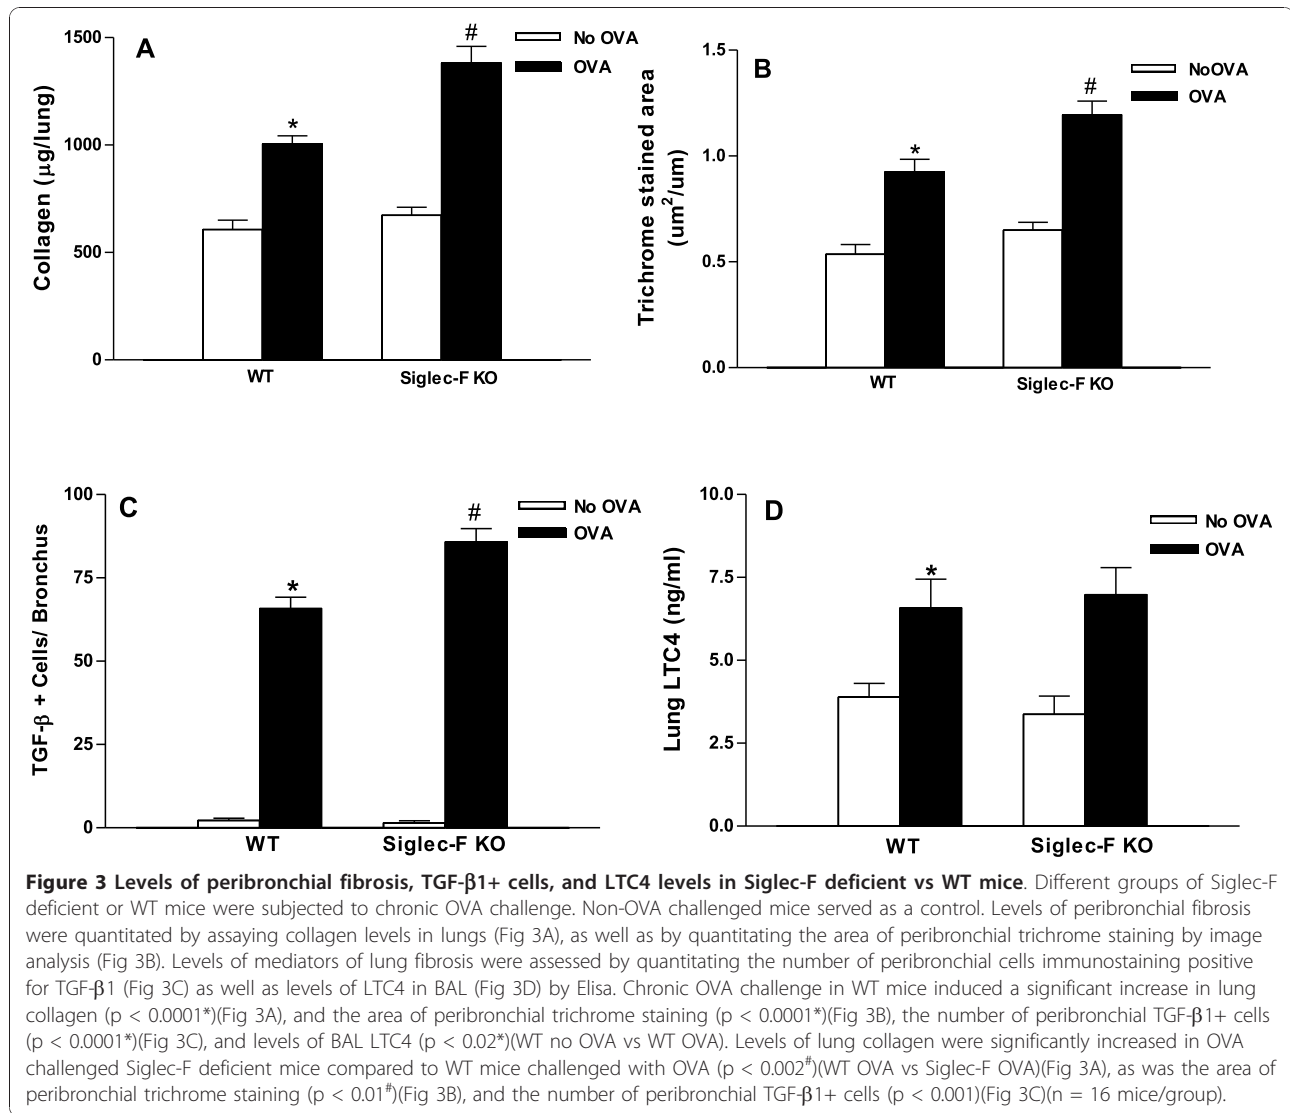 A
No OVA
OVA
*
#
1500
1000
500
0
Collagen (μg/lung)
WT
Siglec-F KO
B
NoOVA
OVA
*
#
1.5
1.0
0.5
0.0
Trichrome stained area
(um²/um)
WT
Siglec-F KO
C
No OVA
OVA
*
#
100
75
50
25
0
TGF-β + Cells/ Bronchus
WT
Siglec-F KO
D
No OVA
OVA
*
10.0
7.5
5.0
2.5
0.0
Lung LTC4 (ng/ml)
WT
Siglec-F KO
Figure 3 Levels of peribronchial fibrosis, TGF-β1+ cells, and LTC4 levels in Siglec-F deficient vs WT mice. Different groups of Siglec-F
deficient or WT mice were subjected to chronic OVA challenge. Non-OVA challenged mice served as a control. Levels of peribronchial fibrosis
were quantitated by assaying collagen levels in lungs (Fig 3A), as well as by quantitating the area of peribronchial trichrome staining by image
analysis (Fig 3B). Levels of mediators of lung fibrosis were assessed by quantitating the number of peribronchial cells immunostaining positive
for TGF-β1 (Fig 3C) as well as levels of LTC4 in BAL (Fig 3D) by Elisa. Chronic OVA challenge in WT mice induced a significant increase in lung
collagen (p < 0.0001*)(Fig 3A), and the area of peribronchial trichrome staining (p < 0.0001*)(Fig 3B), the number of peribronchial TGF-β1+ cells
(p < 0.0001*)(Fig 3C), and levels of BAL LTC4 (p < 0.02*)(WT no OVA vs WT OVA). Levels of lung collagen were significantly increased in OVA
challenged Siglec-F deficient mice compared to WT mice challenged with OVA (p < 0.002#)(WT OVA vs Siglec-F OVA)(Fig 3A), as was the area of
peribronchial trichrome staining (p < 0.01#)(Fig 3B), and the number of peribronchial TGF-β1+ cells (p < 0.001)(Fig 3C)(n = 16 mice/group).